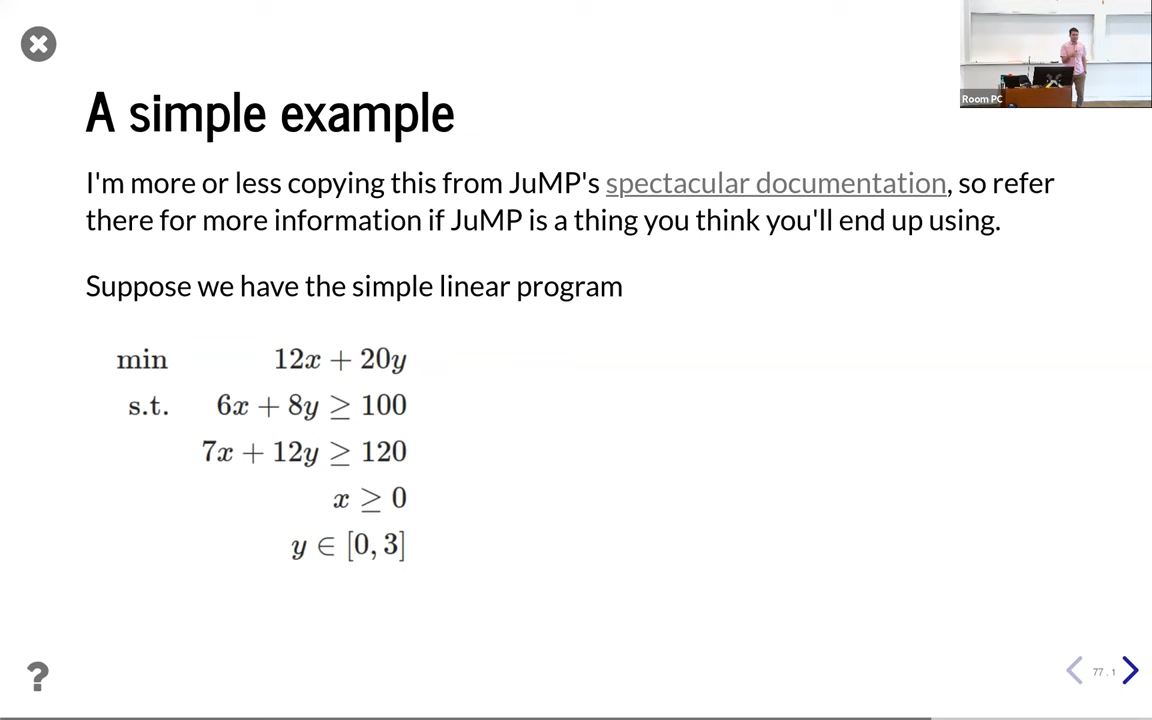 Room PC
A simple example
I'm more or less copying this from JuMP's spectacular documentation, so refer
there for more information if JuMP is a thing you think you'll end up using.
Suppose we have the simple linear program
min 12x + 20y
s.t. 6x + 8y ≥ 100
7x + 12y ≥ 120
x ≥ 0
y ∈ [0, 3]
?
77 . 1